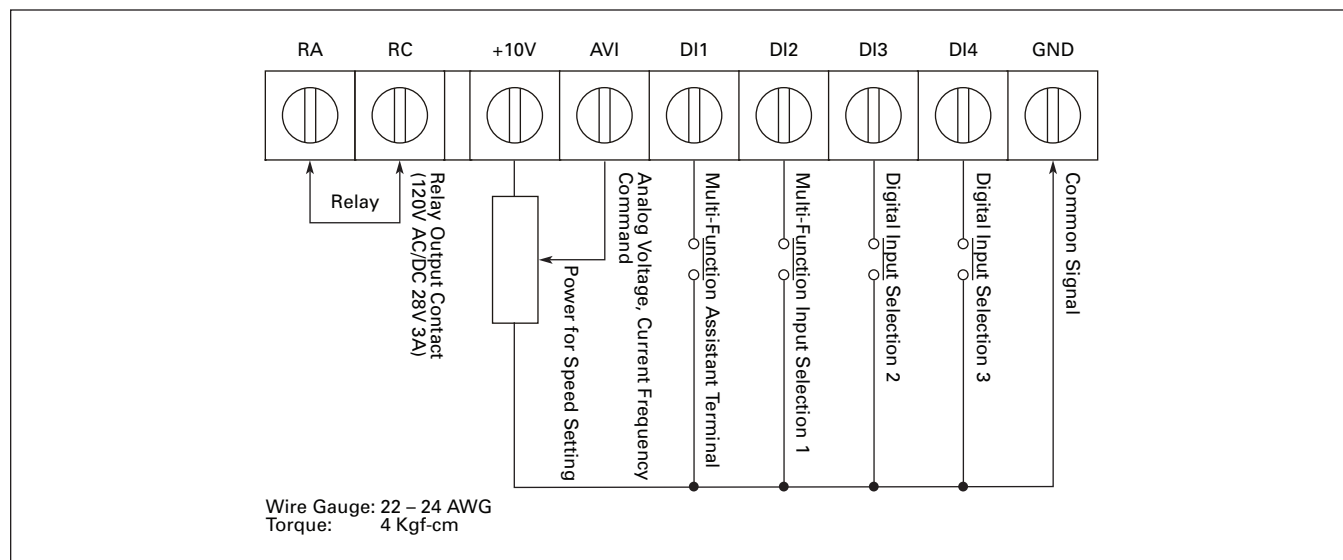 RA RC +10V AVI DI1 DI2 DI3 DI4 GND
Relay
Relay Output Contact
(120V AC/DC 28V 3A)
Power for Speed Setting
Analog Voltage, Current Frequency
Command
Multi-Function Assistant Terminal
Multi-Function Input Selection 1
Digital Input Selection 2
Digital Input Selection 3
Common Signal
Wire Gauge: 22 – 24 AWG
Torque: 4 Kgf-cm